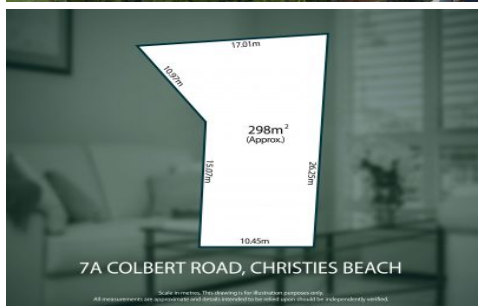 17.01m
10.97m
298m²
(Approx.)
15.07m
26.25m
10.45m
7A COLBERT ROAD, CHRISTIES BEACH
Scale in metres. This drawing is for illustration purposes only.
All measurements are approximate and details intended to be relied upon should be independently verified.